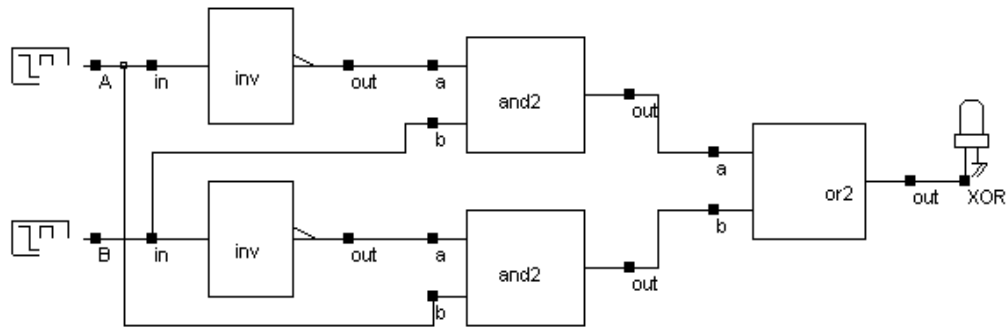 A in inv out a and2 out
b
a or2 out XOR
b
B in inv out a and2 out
b